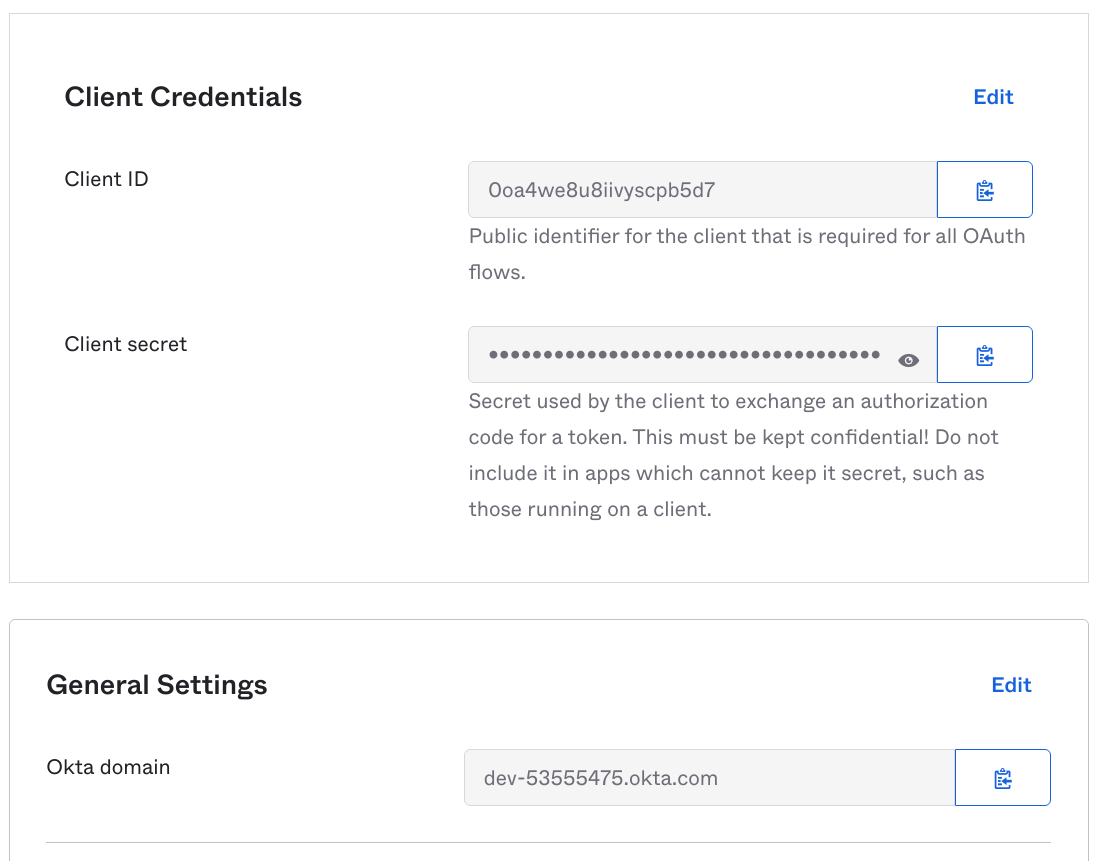 Client Credentials
Edit
Client ID
0oa4we8u8iivyscpb5d7
Public identifier for the client that is required for all OAuth
flows.
Client secret
••••••••••••••••••••••••••••••••••••
Secret used by the client to exchange an authorization
code for a token. This must be kept confidential! Do not
include it in apps which cannot keep it secret, such as
those running on a client.
General Settings
Edit
Okta domain
dev-53555475.okta.com